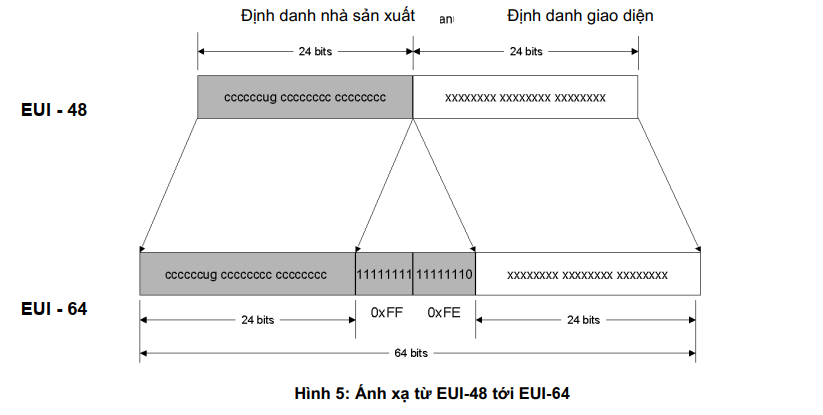 Định danh nhà sản xuất an Định danh giao diện
24 bits 24 bits
EUI - 48 ccccccug cccccccc cccccccc xxxxxxxx xxxxxxxx xxxxxxxx
ccccccug cccccccc cccccccc 11111111 11111110 xxxxxxxx xxxxxxxx xxxxxxxx
EUI - 64 24 bits 0xFF 0xFE 24 bits
64 bits
Hình 5: Ánh xạ từ EUI-48 tới EUI-64